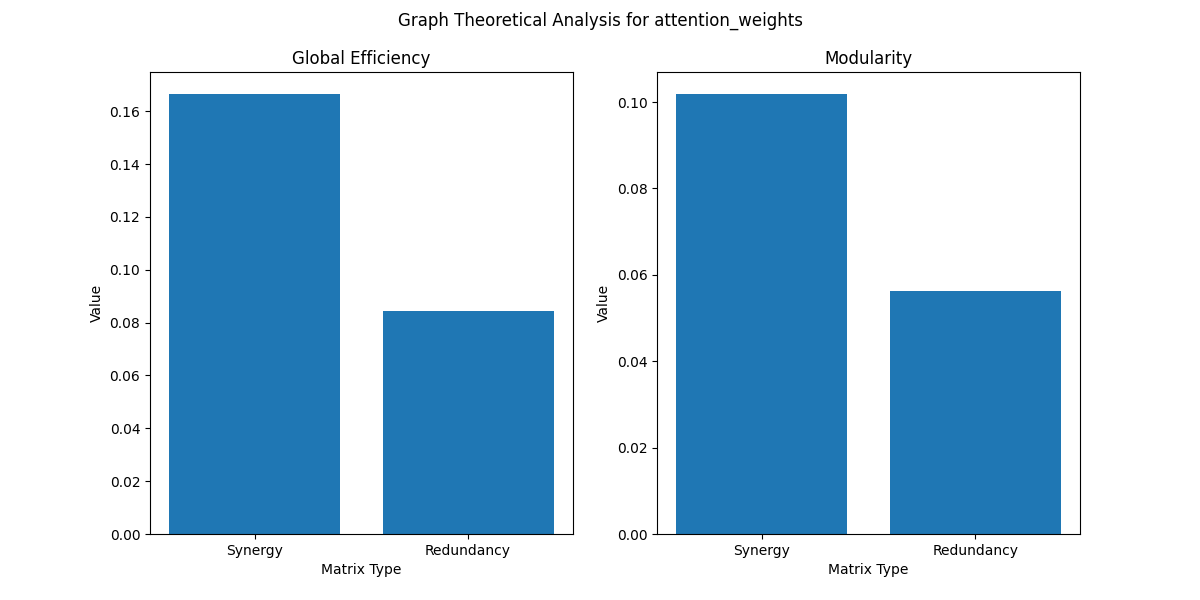 Graph Theoretical Analysis for attention_weights
Global Efficiency
0.16
0.14
0.12
0.10
0.08
0.06
0.04
0.02
0.00
Value
Synergy
Redundancy
Matrix Type
Modularity
0.10
0.08
0.06
0.04
0.02
0.00
Value
Synergy
Redundancy
Matrix Type